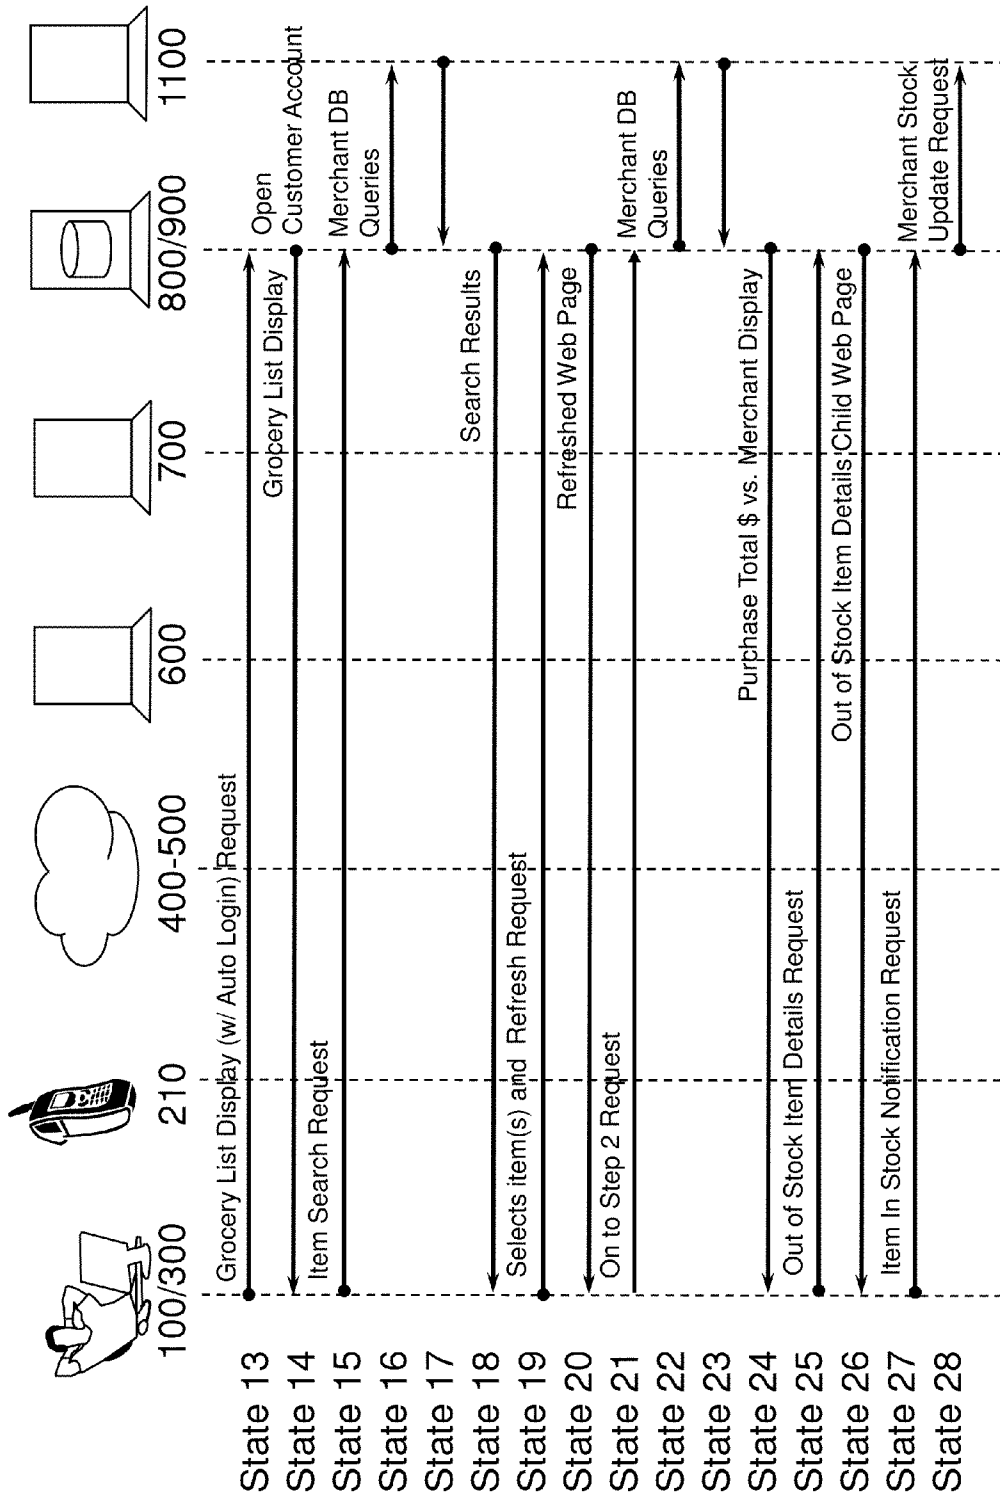 100/300
210
400-500
600
700
800/900
1100
State 13
Grocery List Display (w/ Auto Login) Request
State 14
Grocery List Display
Open
Customer Account
State 15
Item Search Request
State 16
Merchant DB
Queries
State 17
State 18
Search Results
State 19
Selects item(s) and Refresh Request
State 20
Refreshed Web Page
State 21
On to Step 2 Request
State 22
Merchant DB
Queries
State 23
State 24
Purchase Total $ vs. Merchant Display
State 25
Out of Stock Item Details Request
State 26
Out of Stock Item Details Child Web Page
State 27
Item In Stock Notification Request
State 28
Merchant Stock
Update Request